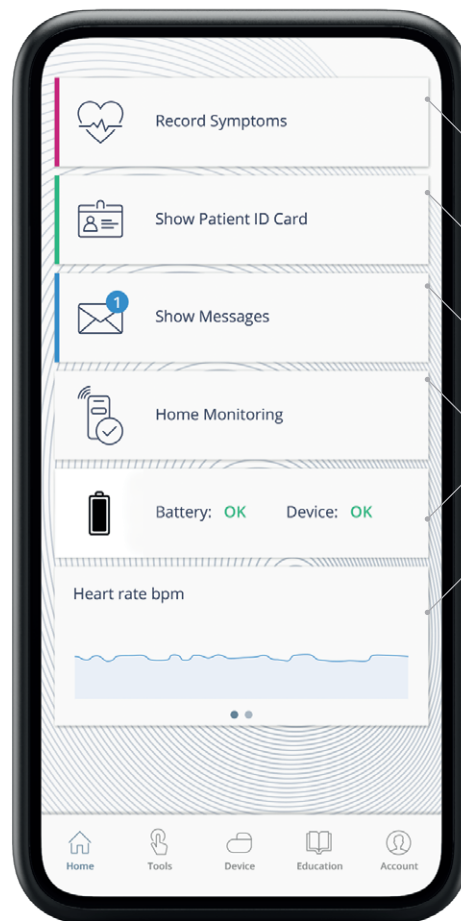 Record Symptoms
Show Patient ID Card
1
Show Messages
Home Monitoring
Battery: OK Device: OK
Heart rate bpm
Home Tools Device Education Account